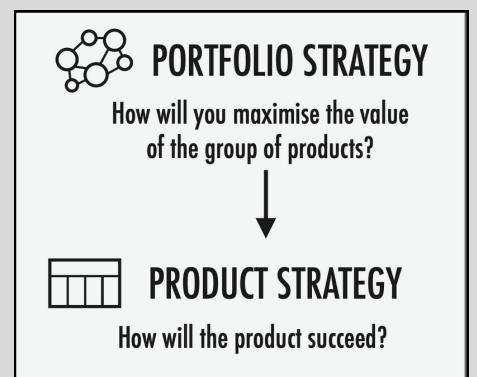 PORTFOLIO STRATEGY
How will you maximise the value
of the group of products?
PRODUCT STRATEGY
How will the product succeed?